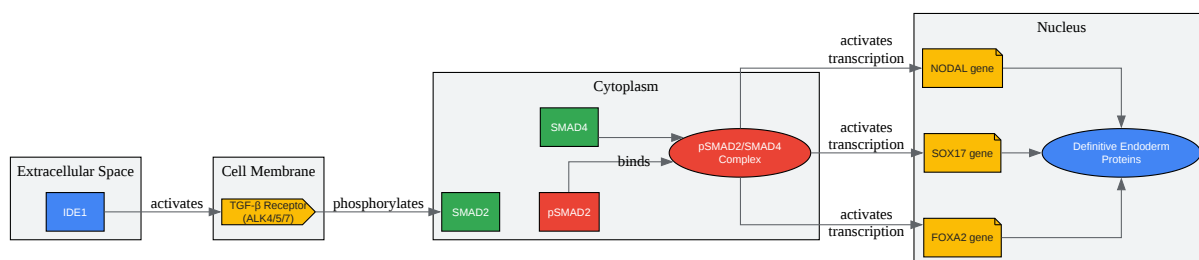 Extracellular Space
IDE1
activates
Cell Membrane
TGF-β Receptor
(ALK4/5/7)
phosphorylates
Cytoplasm
SMAD4
SMAD2
pSMAD2
binds
pSMAD2/SMAD4
Complex
activates
transcription
activates
transcription
activates
transcription
Nucleus
NODAL gene
SOX17 gene
FOXA2 gene
Definitive Endoderm
Proteins